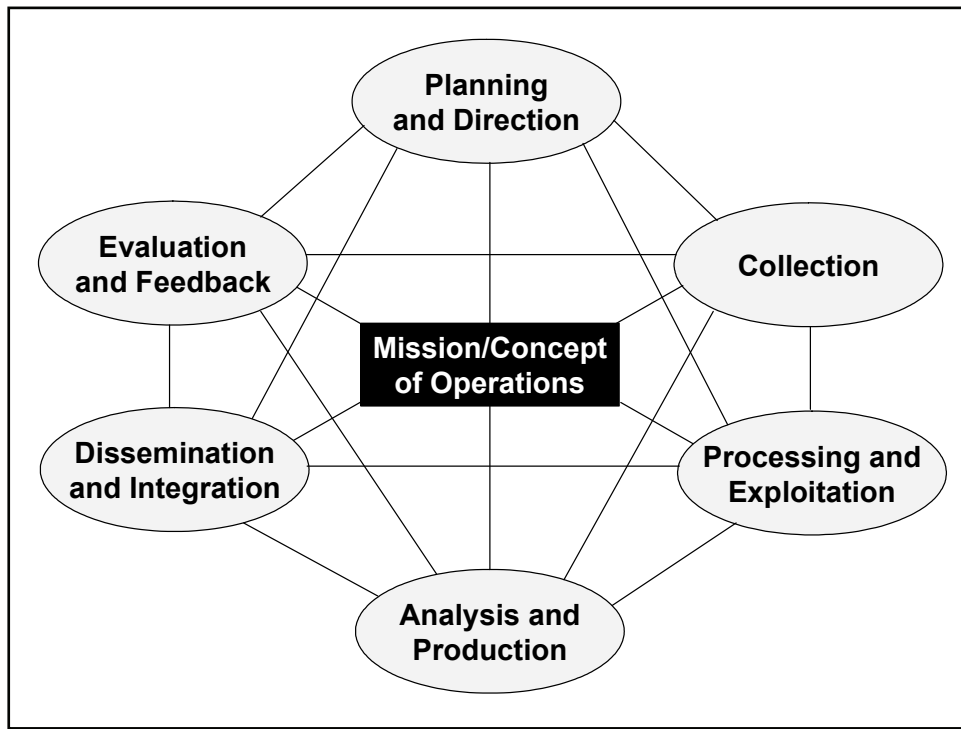 Planning
and Direction
Evaluation
and Feedback
Collection
Mission/Concept
of Operations
Dissemination
and Integration
Processing and
Exploitation
Analysis and
Production